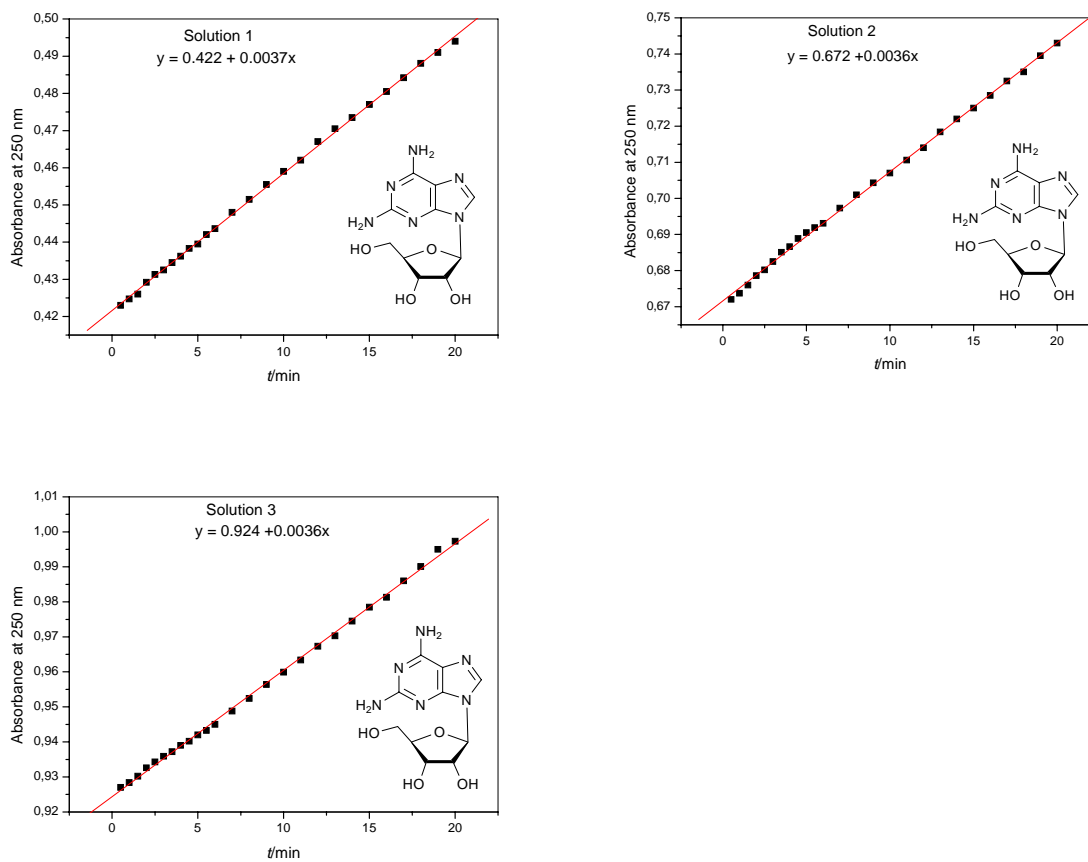 Solution 1
y = 0.422 + 0.0037x
0,50
0,49
0,48
0,47
0,46
0,45
0,44
0,43
0,42
Absorbance at 250 nm
0 5 10 15 20
t/min
NH2
N
N
H2N
N
N
HO
O
HO
OH
Solution 2
y = 0.672 +0.0036x
0,75
0,74
0,73
0,72
0,71
0,70
0,69
0,68
0,67
Absorbance at 250 nm
0 5 10 15 20
t/min
NH2
N
N
H2N
N
N
HO
O
HO
OH
Solution 3
y = 0.924 +0.0036x
1,01
1,00
0,99
0,98
0,97
0,96
0,95
0,94
0,93
0,92
Absorbance at 250 nm
0 5 10 15 20
t/min
NH2
N
N
H2N
N
N
HO
O
HO
OH